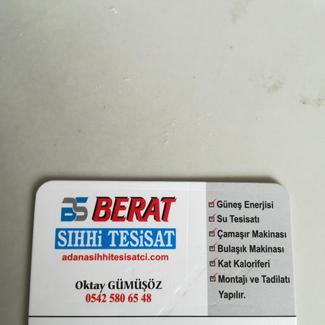 BS BERAT
SIHHi TESiSAT
adanasihhitesisatci.com
Oktay GÜMÜŞÖZ
0542 580 65 48
Güneş Enerjisi
Su Tesisatı
Çamaşır Makinası
Bulaşık Makinası
Kat Kaloriferi
Montajı ve Tadilatı
Yapılır.